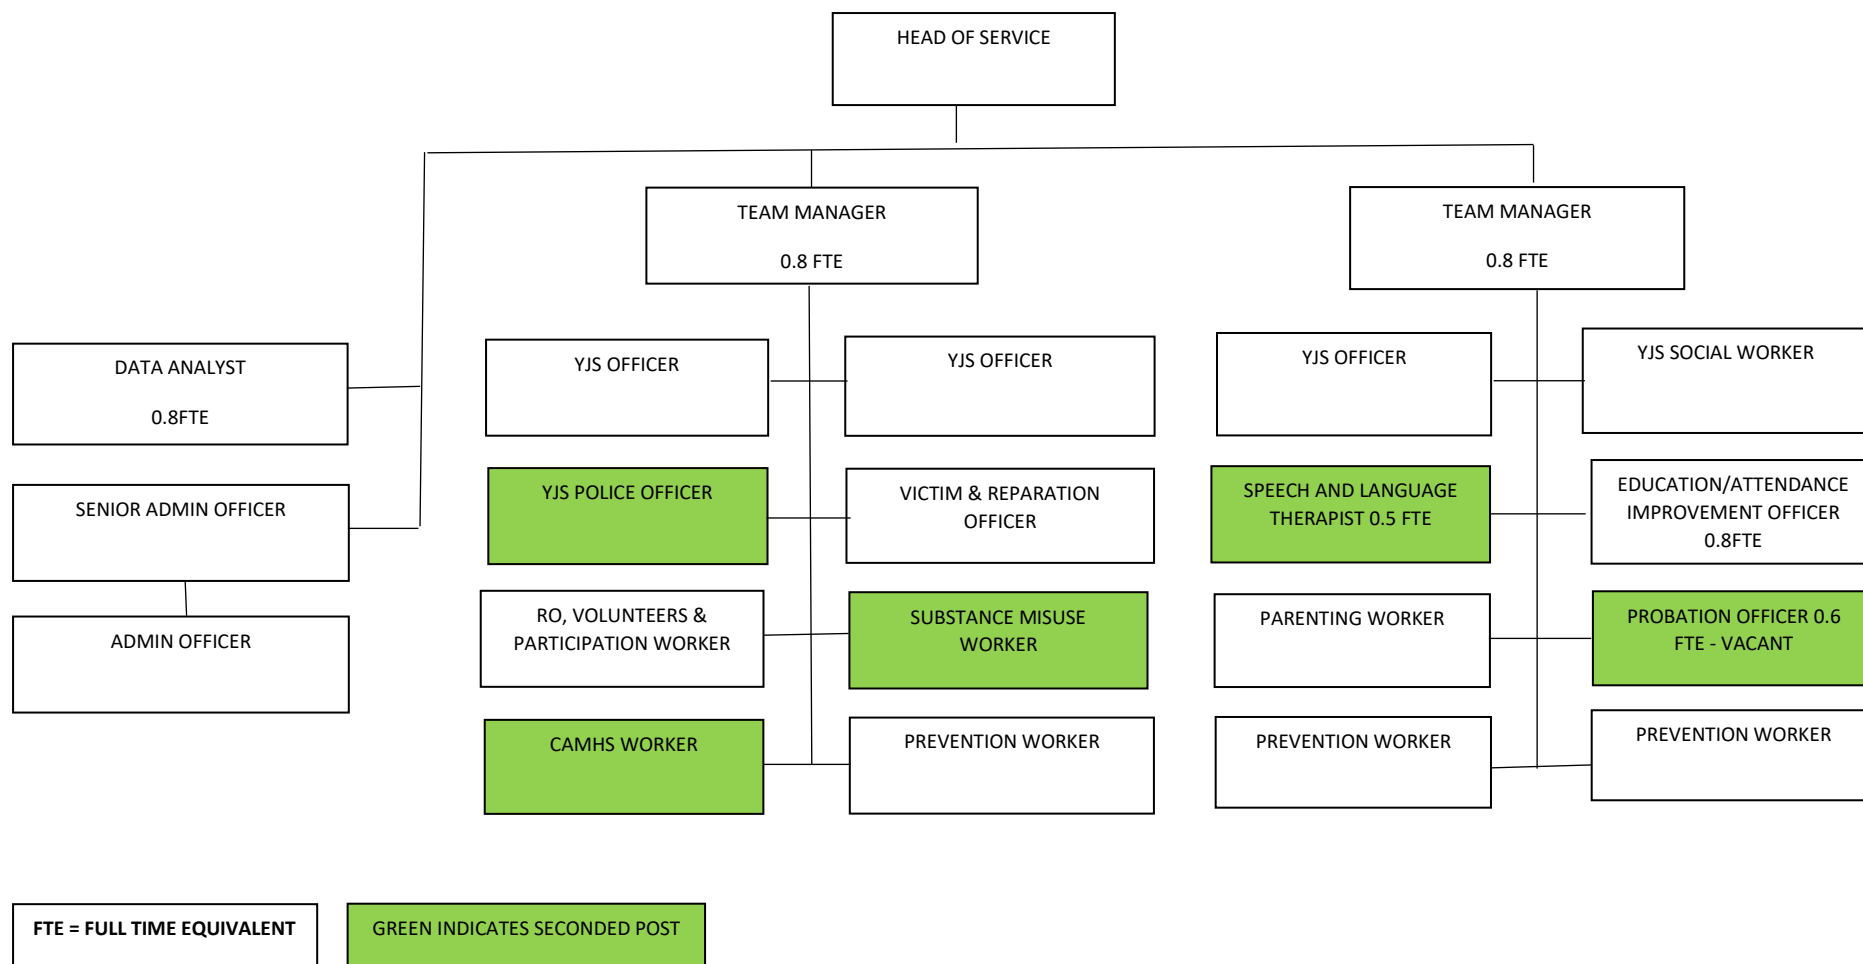 HEAD OF SERVICE
TEAM MANAGER
0.8 FTE
TEAM MANAGER
0.8 FTE
DATA ANALYST
0.8FTE
SENIOR ADMIN OFFICER
ADMIN OFFICER
YJS OFFICER
YJS OFFICER
YJS POLICE OFFICER
VICTIM & REPARATION
OFFICER
RO, VOLUNTEERS &
PARTICIPATION WORKER
SUBSTANCE MISUSE
WORKER
CAMHS WORKER
PREVENTION WORKER
YJS OFFICER
YJS SOCIAL WORKER
SPEECH AND LANGUAGE
THERAPIST 0.5 FTE
EDUCATION/ATTENDANCE
IMPROVEMENT OFFICER
0.8FTE
PARENTING WORKER
PROBATION OFFICER 0.6
FTE - VACANT
PREVENTION WORKER
PREVENTION WORKER
FTE = FULL TIME EQUIVALENT
GREEN INDICATES SECONDED POST